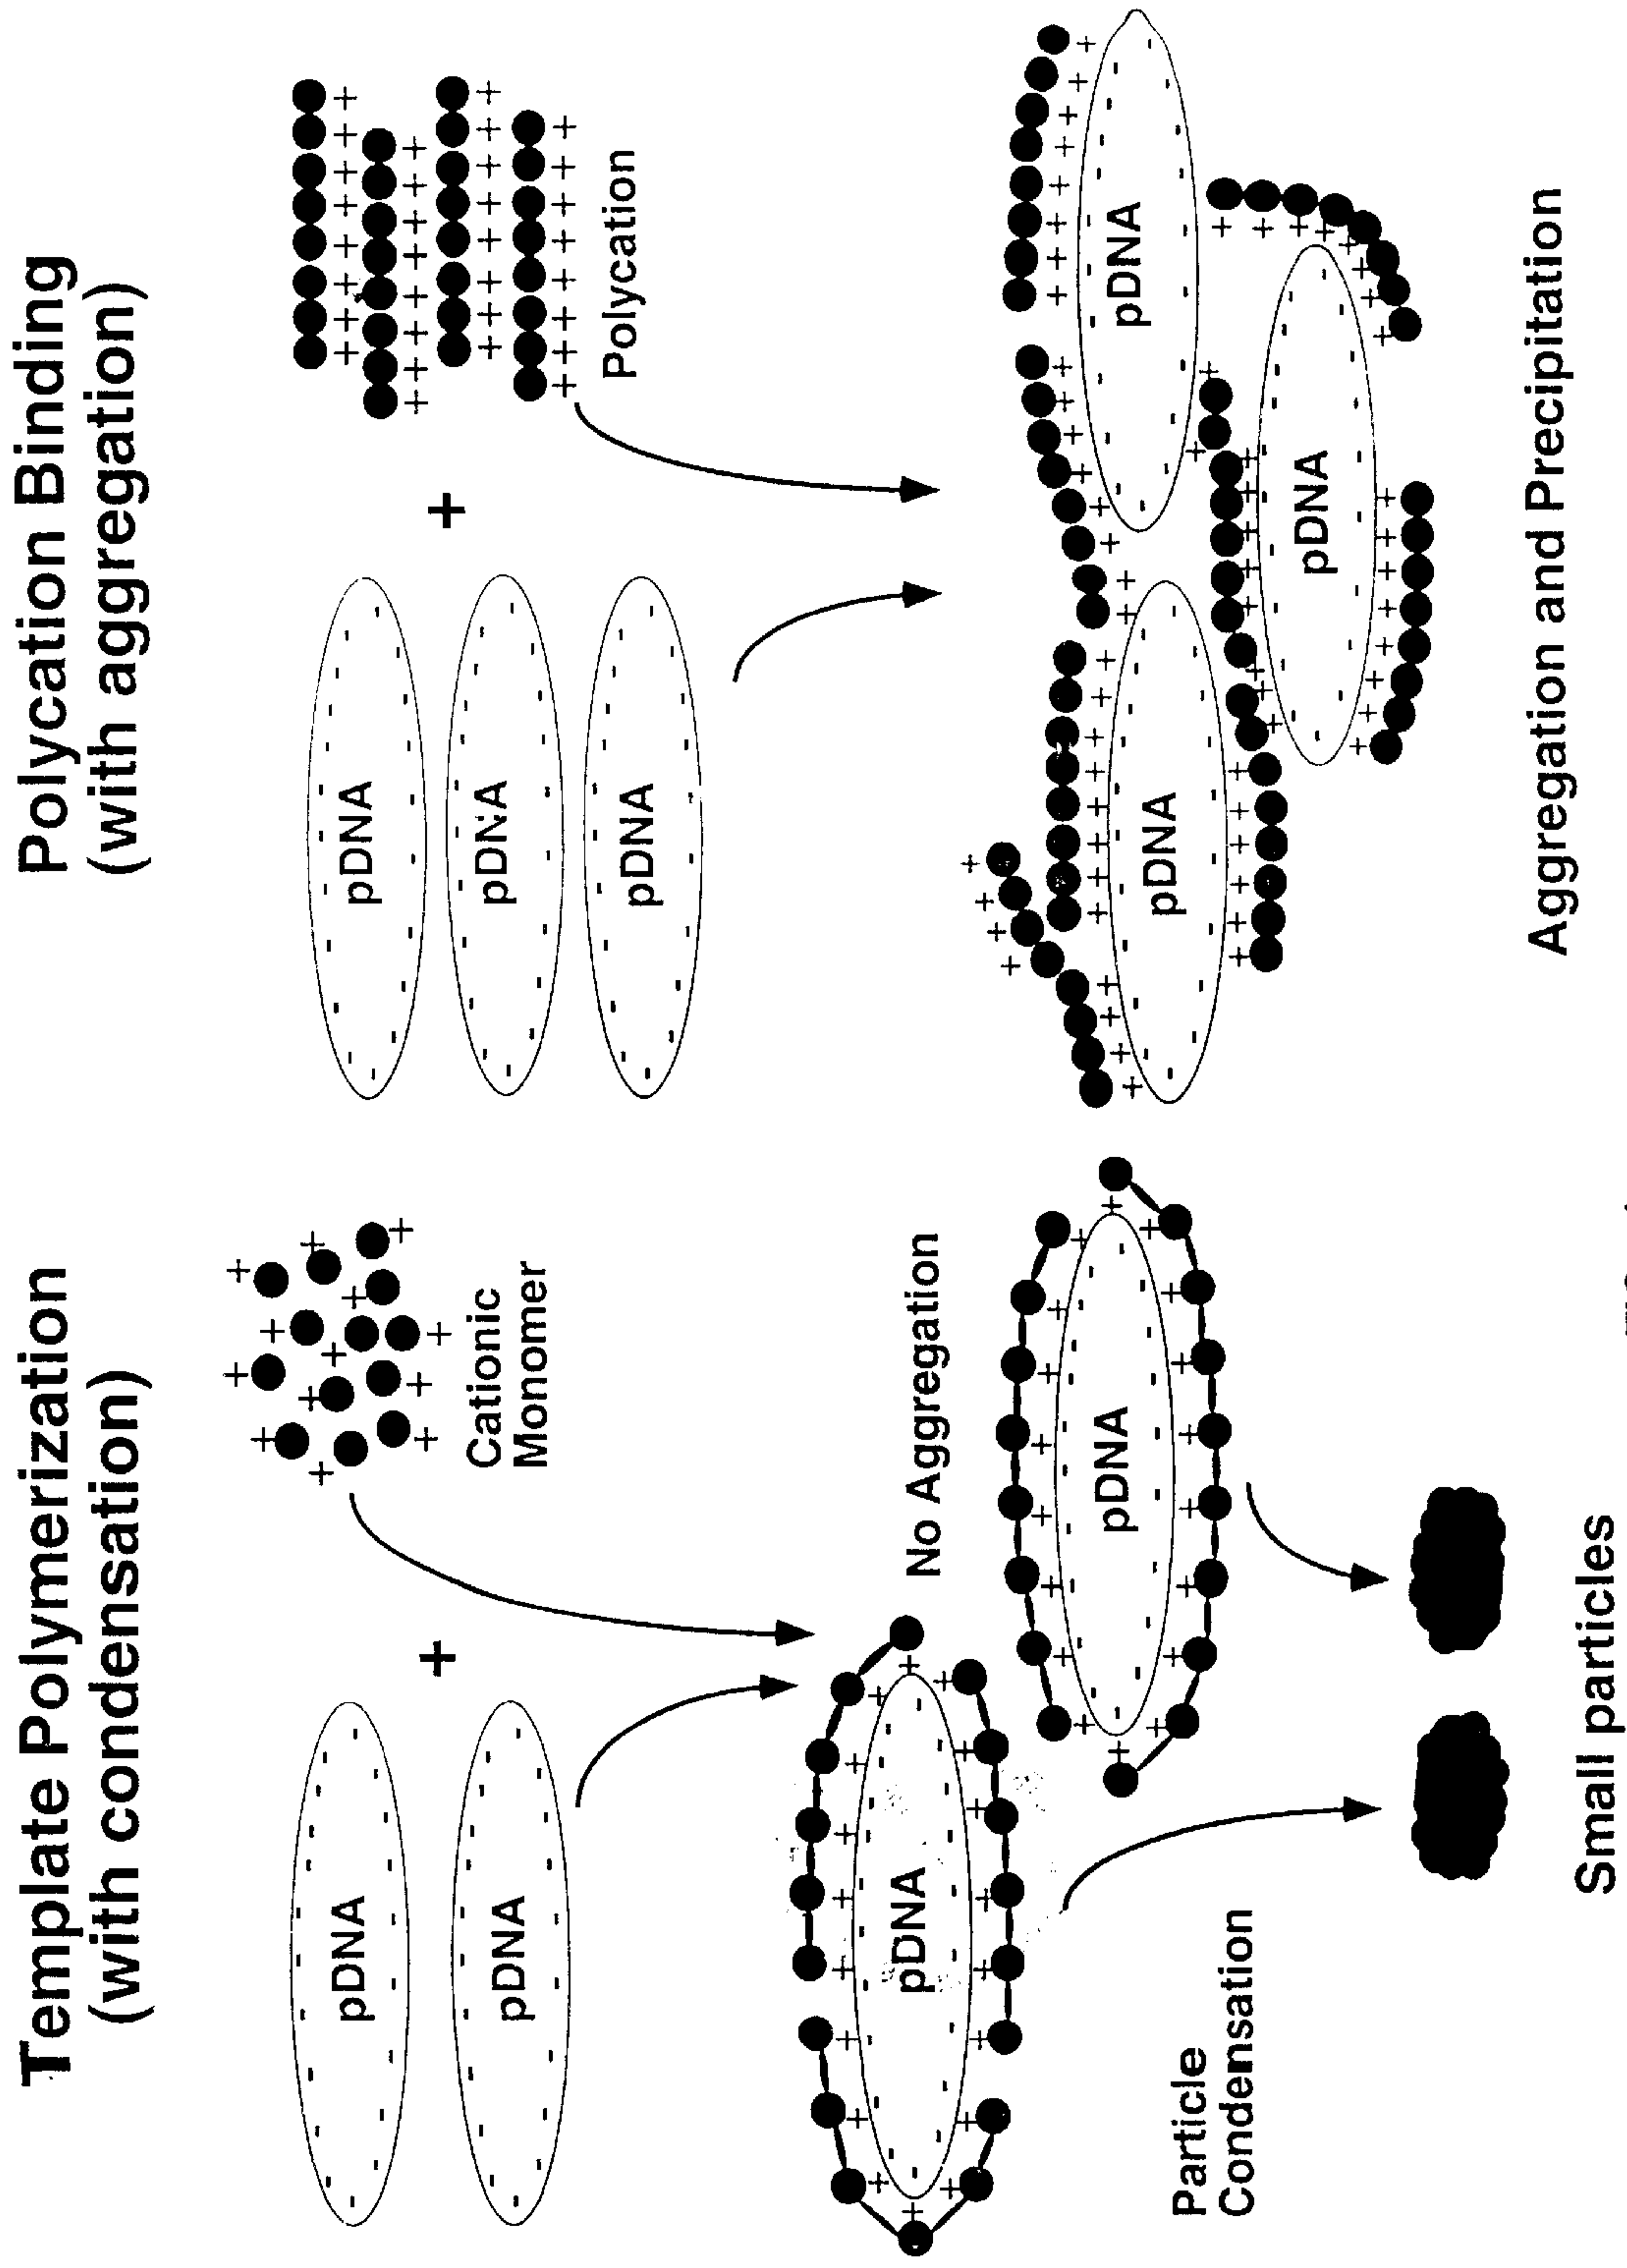 Template Polymerization
(with condensation)
pDNA
pDNA
+
Cationic
Monomer
No Aggregation
pDNA
pDNA
Particle
Condensation
Small particles
Polycation Binding
(with aggregation)
pDNA
pDNA
pDNA
+
Polycation
pDNA
pDNA
pDNA
Aggregation and Precipitation